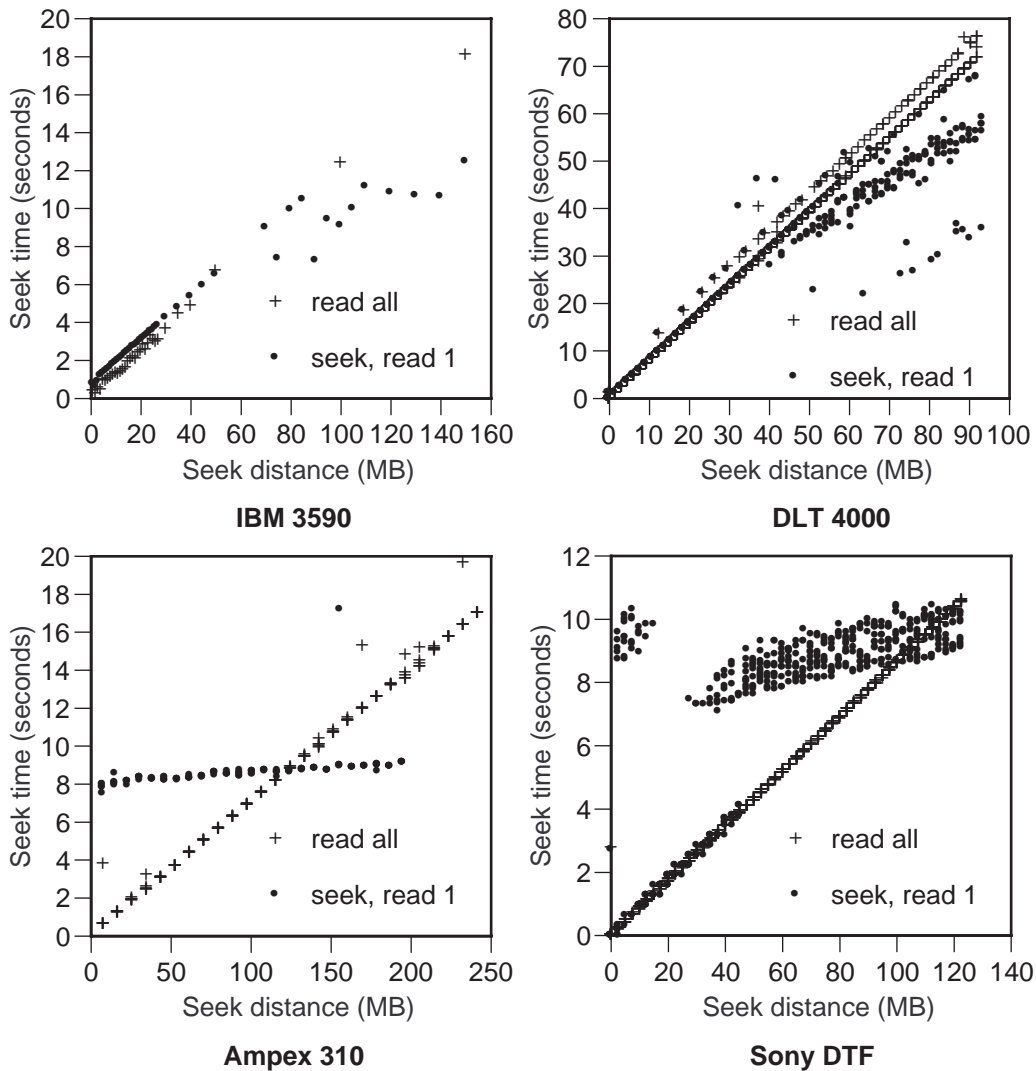 20
18
16
14
12
10
8
6
4
2
0
Seek time (seconds)
+ read all
• seek, read 1
0 20 40 60 80 100 120 140 160
Seek distance (MB)
IBM 3590
80
70
60
50
40
30
20
10
0
Seek time (seconds)
+ read all
• seek, read 1
0 10 20 30 40 50 60 70 80 90 100
Seek distance (MB)
DLT 4000
20
18
16
14
12
10
8
6
4
2
0
Seek time (seconds)
+ read all
• seek, read 1
0 50 100 150 200 250
Seek distance (MB)
Ampex 310
12
10
8
6
4
2
0
Seek time (seconds)
+ read all
• seek, read 1
0 20 40 60 80 100 120 140
Seek distance (MB)
Sony DTF